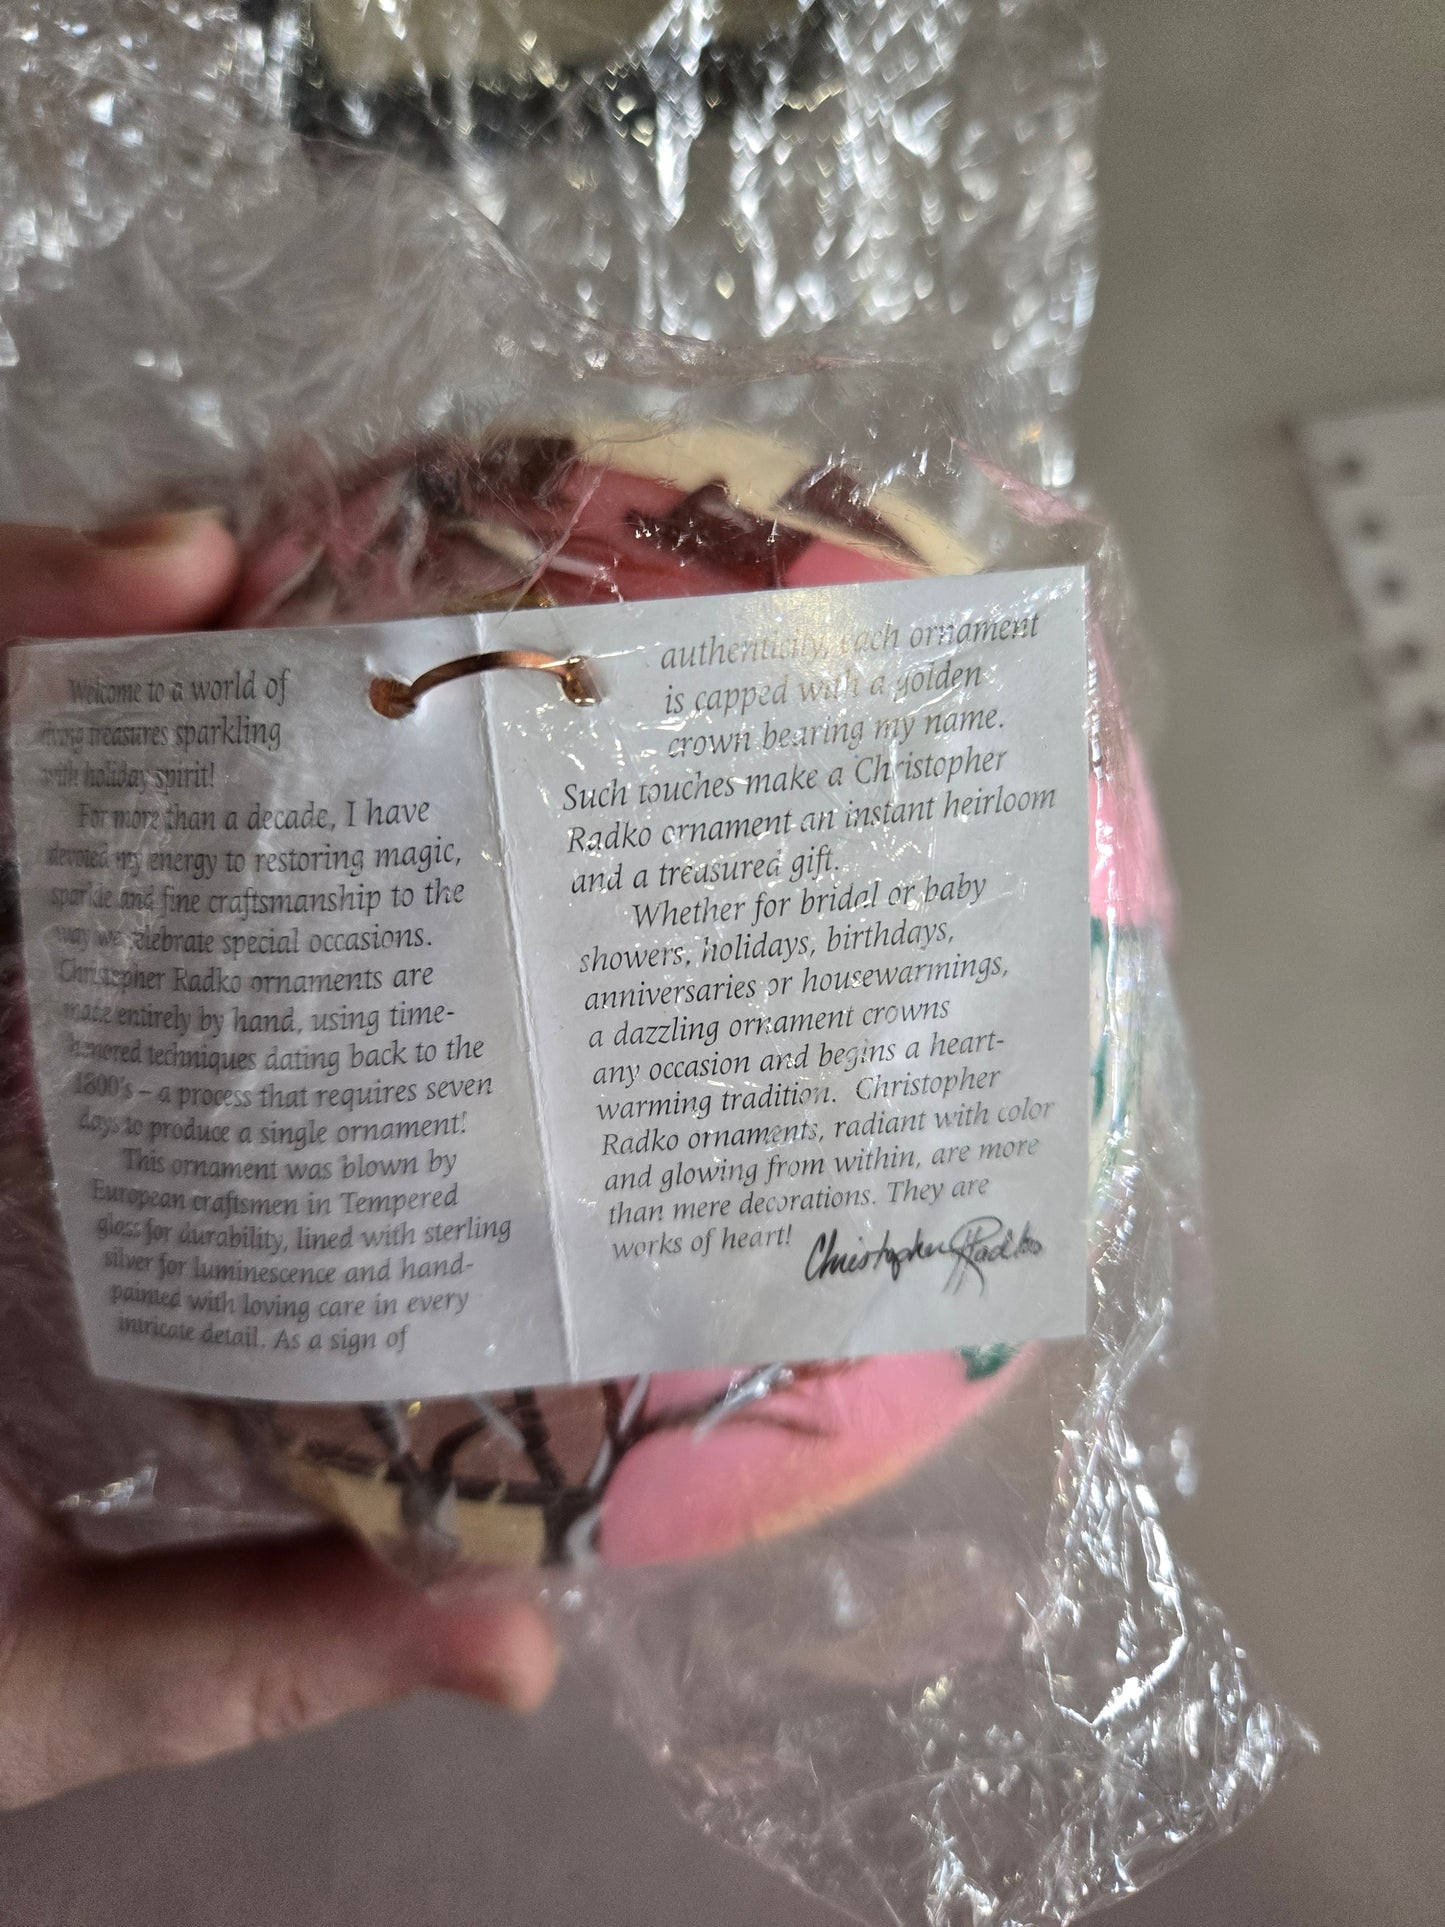 Welcome to a world of
living treasures sparkling
with holiday spirit!
For more than a decade, I have
devoted my energy to restoring magic,
sparkle and fine craftsmanship to the
way we celebrate special occasions.
Christopher Radko ornaments are
made entirely by hand, using time-
honored techniques dating back to the
1800's – a process that requires seven
days to produce a single ornament!
This ornament was blown by
European craftsmen in Tempered
glass for durability, lined with sterling
silver for luminescence and hand-
painted with loving care in every
intricate detail. As a sign of
authenticity, each ornament
is capped with a golden
crown bearing my name.
Such touches make a Christopher
Radko ornament an instant heirloom
and a treasured gift.
Whether for bridal or baby
showers, holidays, birthdays,
anniversaries or housewarmings,
a dazzling ornament crowns
any occasion and begins a heart-
warming tradition. Christopher
Radko ornaments, radiant with color
and glowing from within, are more
than mere decorations. They are
works of heart!
Christopher Radko